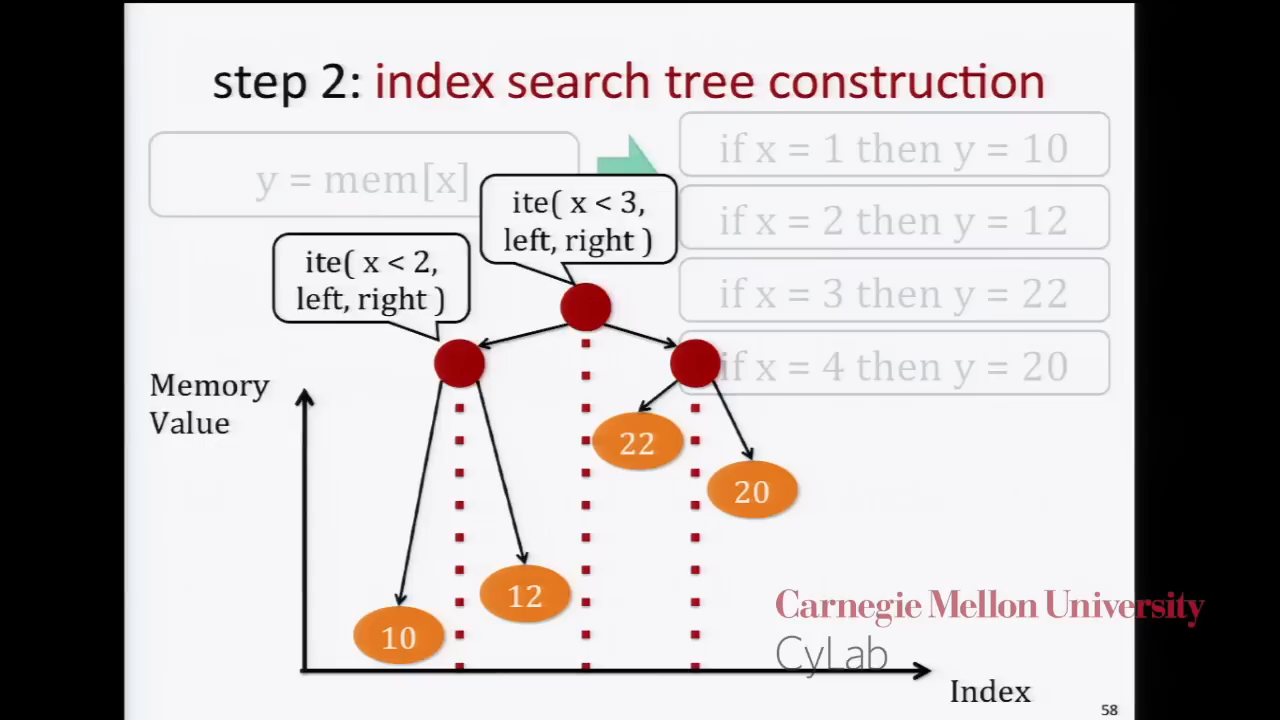 step 2: index search tree construction
y = mem[x]
if x = 1 then y = 10
if x = 2 then y = 12
if x = 3 then y = 22
if x = 4 then y = 20
ite( x < 3,
left, right )
ite( x < 2,
left, right )
Memory
Value
22
20
12
10
Index
Carnegie Mellon University
CyLab
58